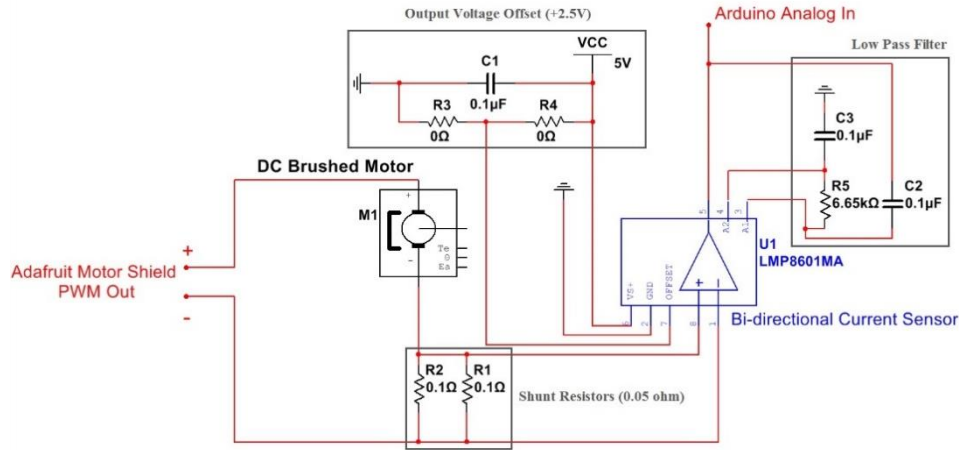 Output Voltage Offset (+2.5V)
VCC
5V
C1
0.1µF
R3
0Ω
R4
0Ω
Arduino Analog In
Low Pass Filter
C3
0.1µF
R5
6.65kΩ
C2
0.1µF
DC Brushed Motor
M1
+
-
Te
θ
Ea
+
Adafruit Motor Shield
PWM Out
-
5
4
3
A2
A1
U1
LMP8601MA
+
−
VS+
GND
OFFSET
6
2
7
8
1
Bi-directional Current Sensor
R2
0.1Ω
R1
0.1Ω
Shunt Resistors (0.05 ohm)